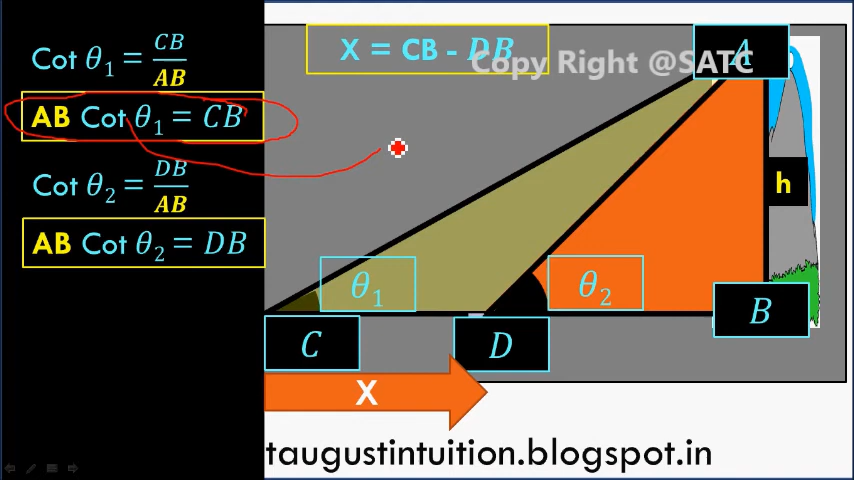 Cot θ₁ = CB/AB
AB Cot θ₁ = CB
Cot θ₂ = DB/AB
AB Cot θ₂ = DB
X = CB - DB
Copy Right @SATC
A
h
θ₁
θ₂
B
C
D
X
taugustintuition.blogspot.in